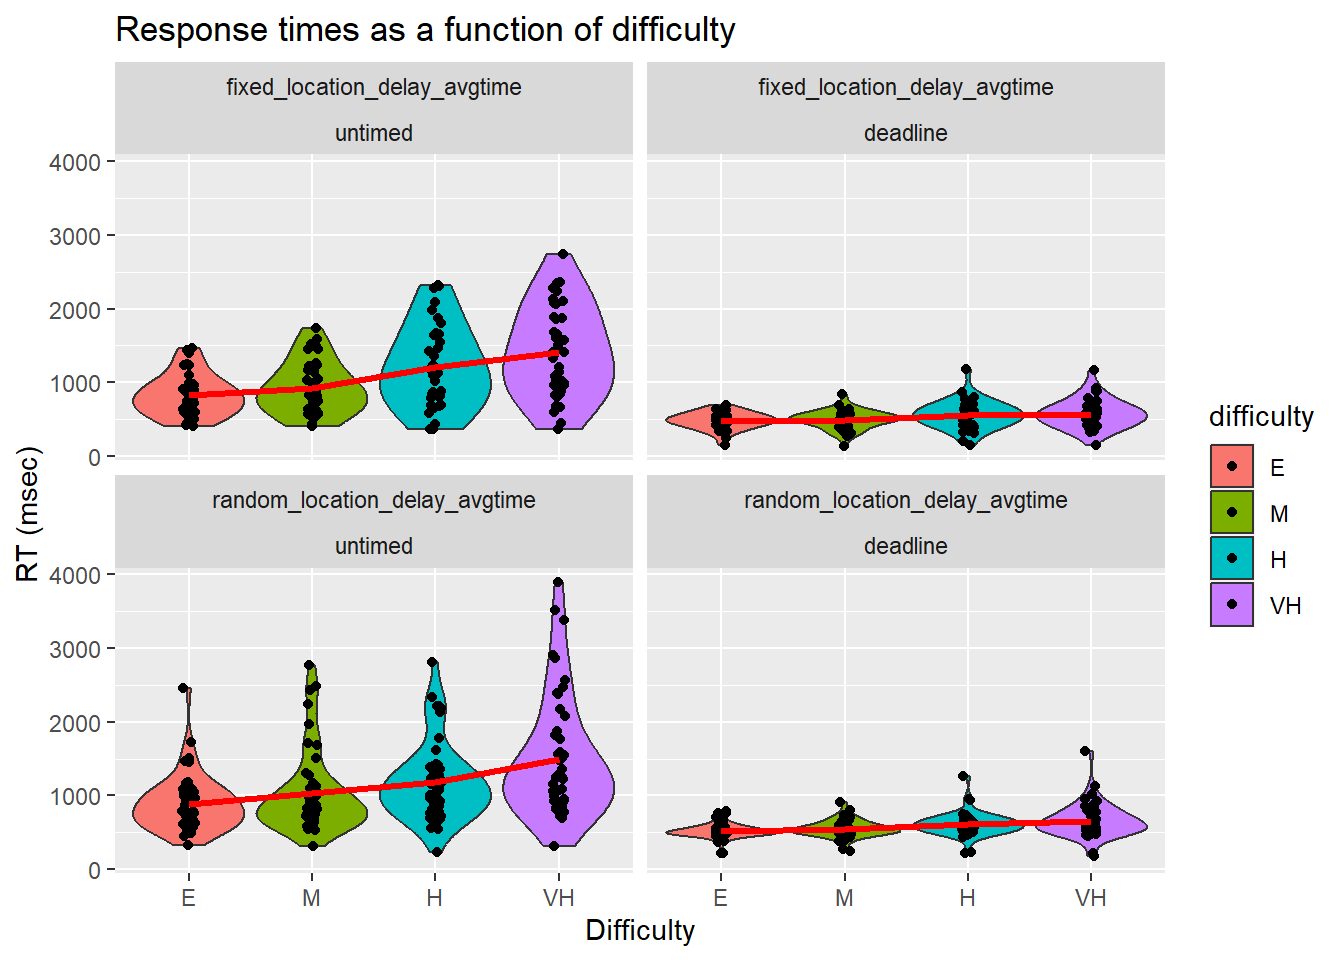 Response times as a function of difficulty
fixed_location_delay_avgtime
untimed
fixed_location_delay_avgtime
deadline
4000
3000
2000
1000
0
random_location_delay_avgtime
untimed
random_location_delay_avgtime
deadline
4000
3000
2000
1000
0
RT (msec)
E
M
H
VH
E
M
H
VH
Difficulty
difficulty
E
M
H
VH